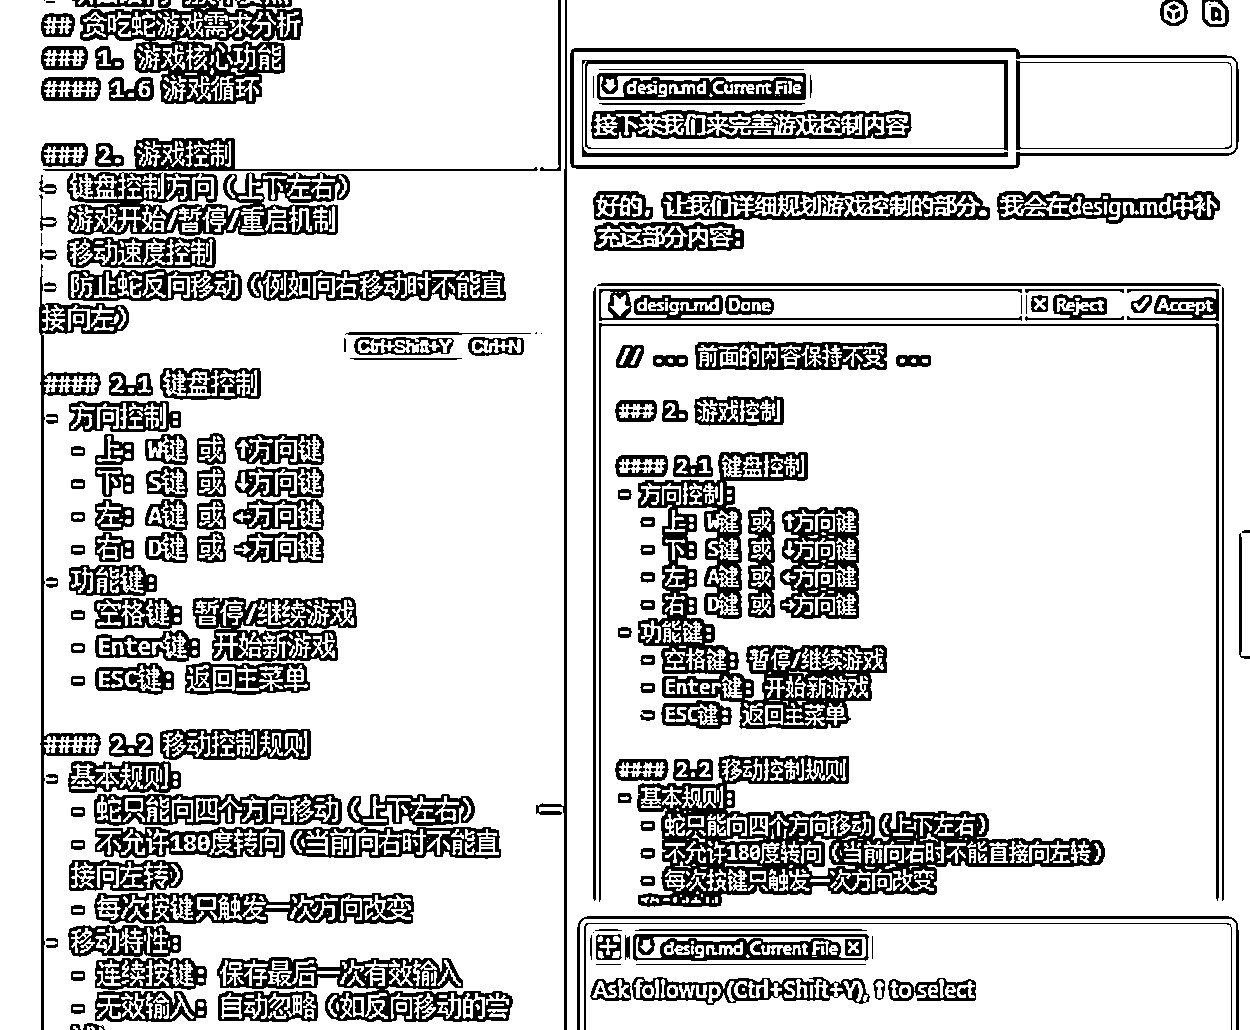 ## 贪吃蛇游戏需求分析
### 1. 游戏核心功能
#### 1.6 游戏循环
### 2. 游戏控制
- 键盘控制方向（上下左右）
- 游戏开始/暂停/重启机制
- 移动速度控制
- 防止蛇反向移动（例如向右移动时不能直
接向左）
Ctrl+Shift+Y Ctrl+N
#### 2.1 键盘控制
- 方向控制：
- 上：W键 或 ↑方向键
- 下：S键 或 ↓方向键
- 左：A键 或 ←方向键
- 右：D键 或 →方向键
- 功能键：
- 空格键：暂停/继续游戏
- Enter键：开始新游戏
- ESC键：返回主菜单
#### 2.2 移动控制规则
- 基本规则：
- 蛇只能向四个方向移动（上下左右）
- 不允许180度转向（当前向右时不能直
接向左转）
- 每次按键只触发一次方向改变
- 移动特性：
- 连续按键：保存最后一次有效输入
- 无效输入：自动忽略（如反向移动的尝
design.md Current File
接下来我们来完善游戏控制内容
好的，让我们详细规划游戏控制的部分。我会在design.md中补
充这部分内容：
design.md Done Reject Accept
// ... 前面的内容保持不变 ...
### 2. 游戏控制
#### 2.1 键盘控制
- 方向控制：
- 上：W键 或 ↑方向键
- 下：S键 或 ↓方向键
- 左：A键 或 ←方向键
- 右：D键 或 →方向键
- 功能键：
- 空格键：暂停/继续游戏
- Enter键：开始新游戏
- ESC键：返回主菜单
#### 2.2 移动控制规则
- 基本规则：
- 蛇只能向四个方向移动（上下左右）
- 不允许180度转向（当前向右时不能直接向左转）
- 每次按键只触发一次方向改变
design.md Current File
Ask followup (Ctrl+Shift+Y), ↑ to select